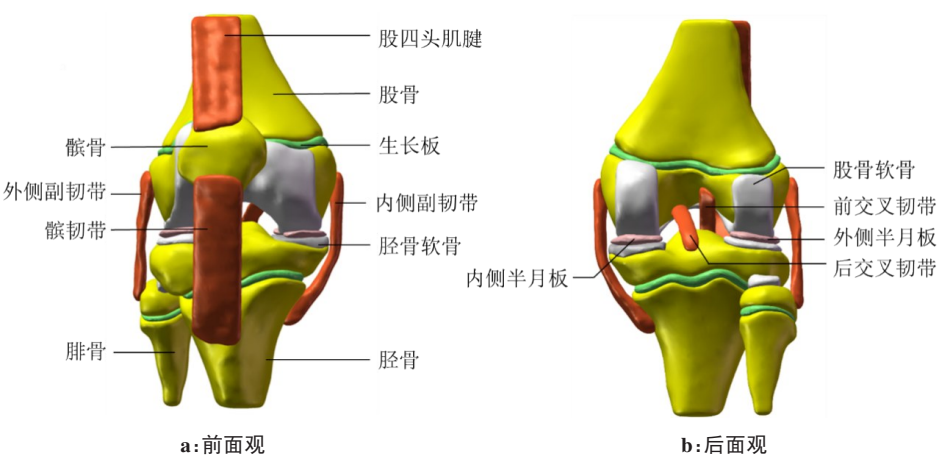 股四头肌腱
股骨
髌骨
生长板
外侧副韧带
内侧副韧带
髌韧带
胫骨软骨
腓骨
胫骨
a:前面观
股骨软骨
前交叉韧带
外侧半月板
后交叉韧带
内侧半月板
b:后面观